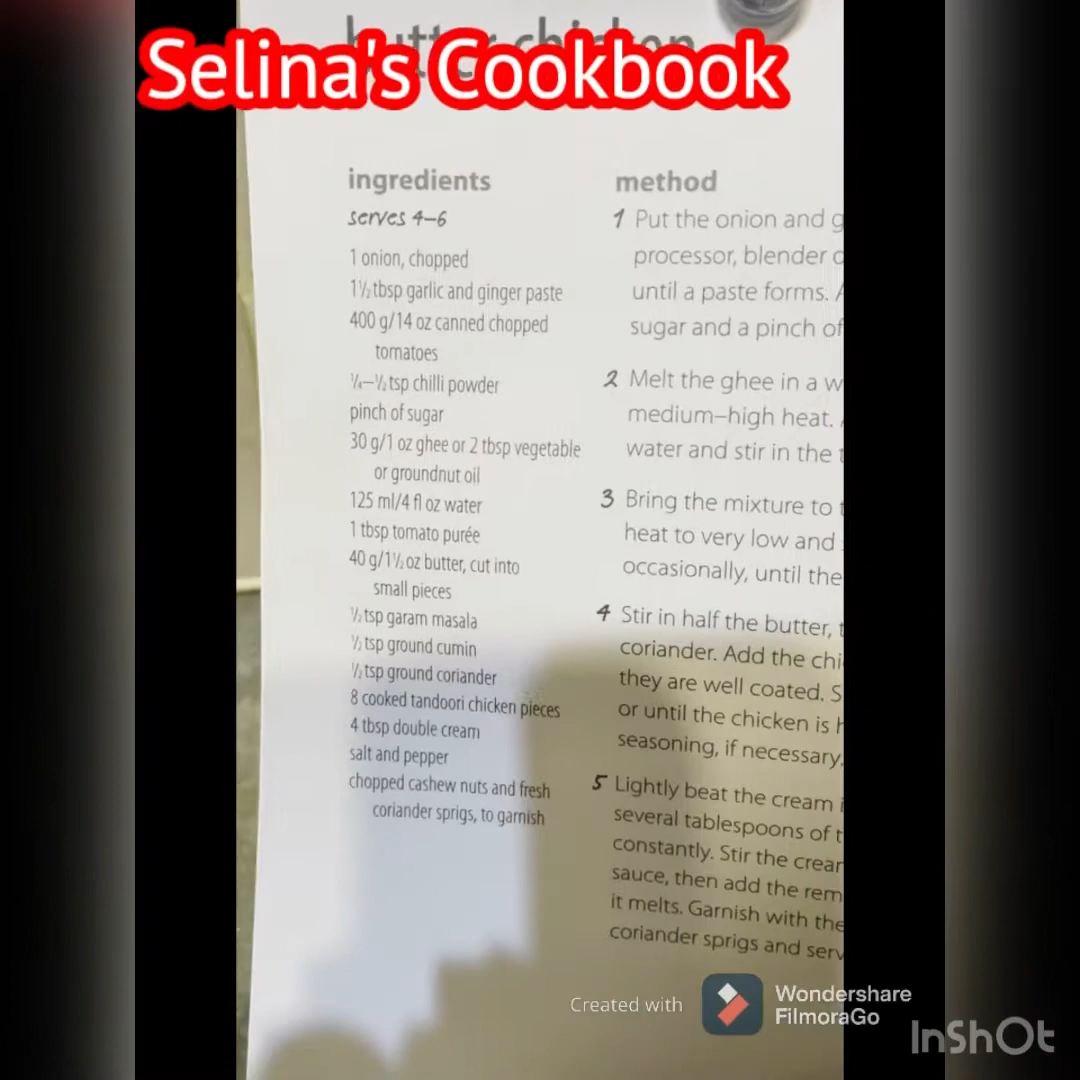 butter chicken
Selina's Cookbook
ingredients
serves 4–6
1 onion, chopped
1½ tbsp garlic and ginger paste
400 g/14 oz canned chopped
tomatoes
¼–½ tsp chilli powder
pinch of sugar
30 g/1 oz ghee or 2 tbsp vegetable
or groundnut oil
125 ml/4 fl oz water
1 tbsp tomato purée
40 g/1½ oz butter, cut into
small pieces
½ tsp garam masala
½ tsp ground cumin
½ tsp ground coriander
8 cooked tandoori chicken pieces
4 tbsp double cream
salt and pepper
chopped cashew nuts and fresh
coriander sprigs, to garnish
method
1 Put the onion and
processor, blender
until a paste forms.
sugar and a pinch of
2 Melt the ghee in a
medium–high heat.
water and stir in the
3 Bring the mixture to
heat to very low and
occasionally, until the
4 Stir in half the butter,
coriander. Add the
they are well coated.
or until the chicken is
seasoning, if necessary.
5 Lightly beat the cream
several tablespoons of
constantly. Stir the
sauce, then add the
it melts. Garnish with the
coriander sprigs and
Created with
Wondershare
FilmoraGo
InShOt